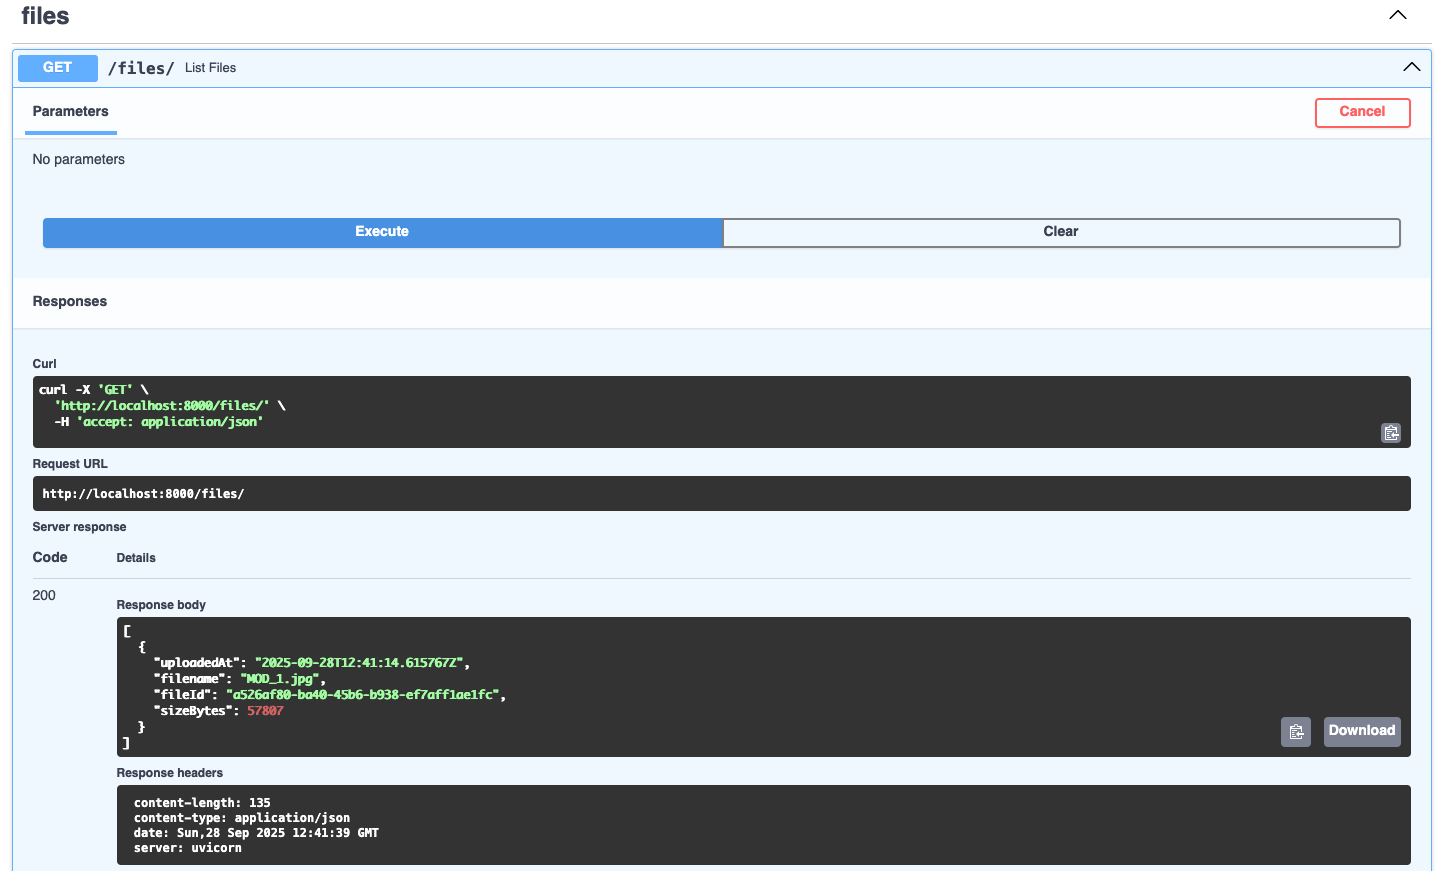 files
GET /files/ List Files
Parameters
Cancel
No parameters
Execute
Clear
Responses
Curl
curl -X 'GET' \
  'http://localhost:8000/files/' \
  -H 'accept: application/json'
Request URL
http://localhost:8000/files/
Server response
Code Details
200
Response body
[
  {
    "uploadedAt": "2025-09-28T12:41:14.615767Z",
    "filename": "MOD_1.jpg",
    "fileId": "a526af80-ba40-45b6-b938-ef7aff1ae1fc",
    "sizeBytes": 57807
  }
]
Download
Response headers
content-length: 135
content-type: application/json
date: Sun,28 Sep 2025 12:41:39 GMT
server: uvicorn